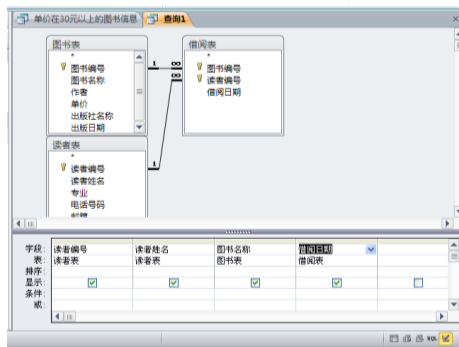 单价在30元以上的图书信息 查询1
图书表
*
图书编号
图书名称
作者
单价
出版社名称
出版日期
借阅表
*
图书编号
读者编号
借阅日期
1 ∞
∞
1
读者表
*
读者编号
读者姓名
专业
电话号码
邮箱
字段: 读者编号 读者姓名 图书名称 借阅日期
表: 读者表 读者表 图书表 借阅表
排序:
显示:
条件:
或:
SQL